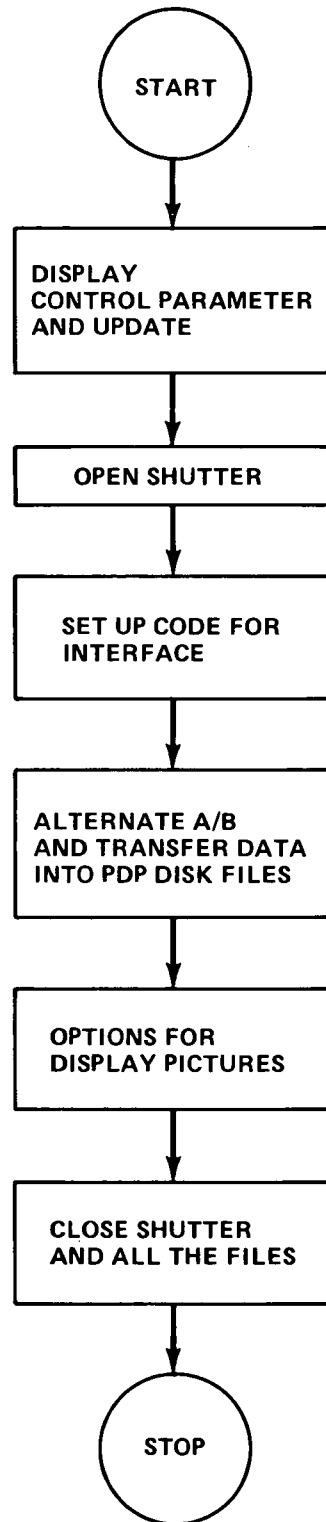 START
DISPLAY
CONTROL PARAMETER
AND UPDATE
OPEN SHUTTER
SET UP CODE FOR
INTERFACE
ALTERNATE A/B
AND TRANSFER DATA
INTO PDP DISK FILES
OPTIONS FOR
DISPLAY PICTURES
CLOSE SHUTTER
AND ALL THE FILES
STOP